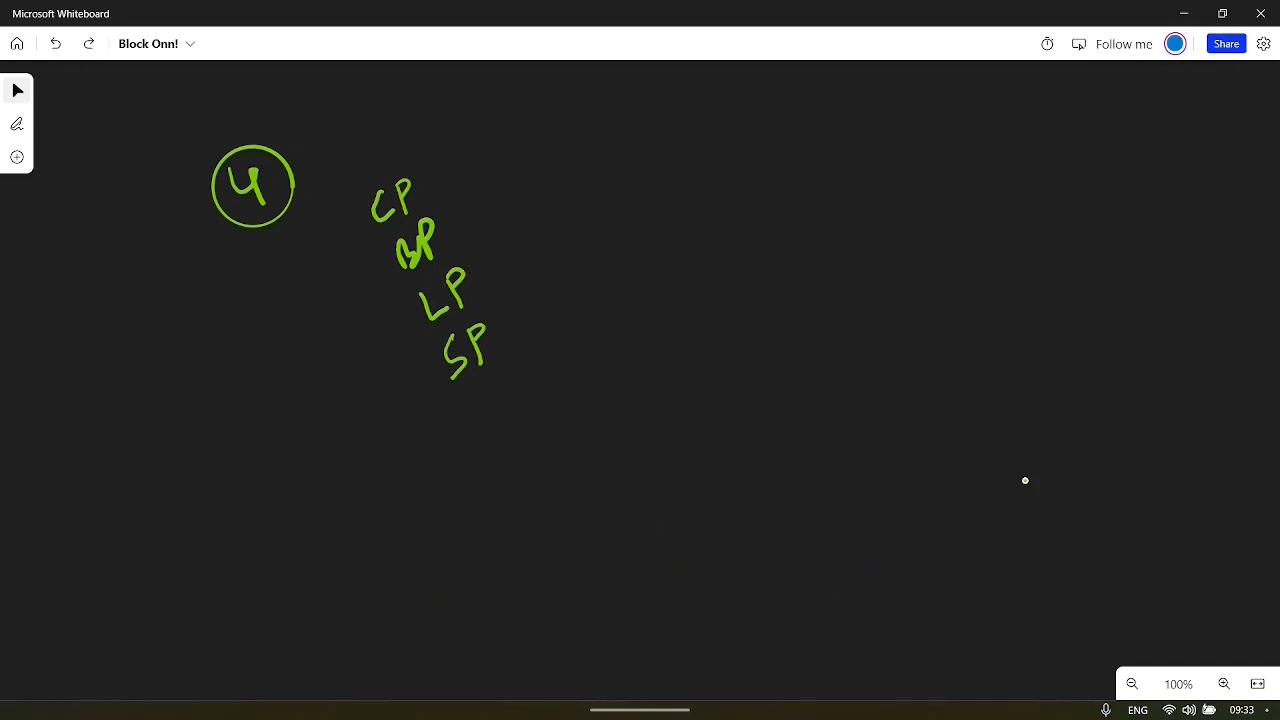 Microsoft Whiteboard
Block Onn!
Follow me
Share
4
CP
BP
LP
SP
100%
ENG
09:33